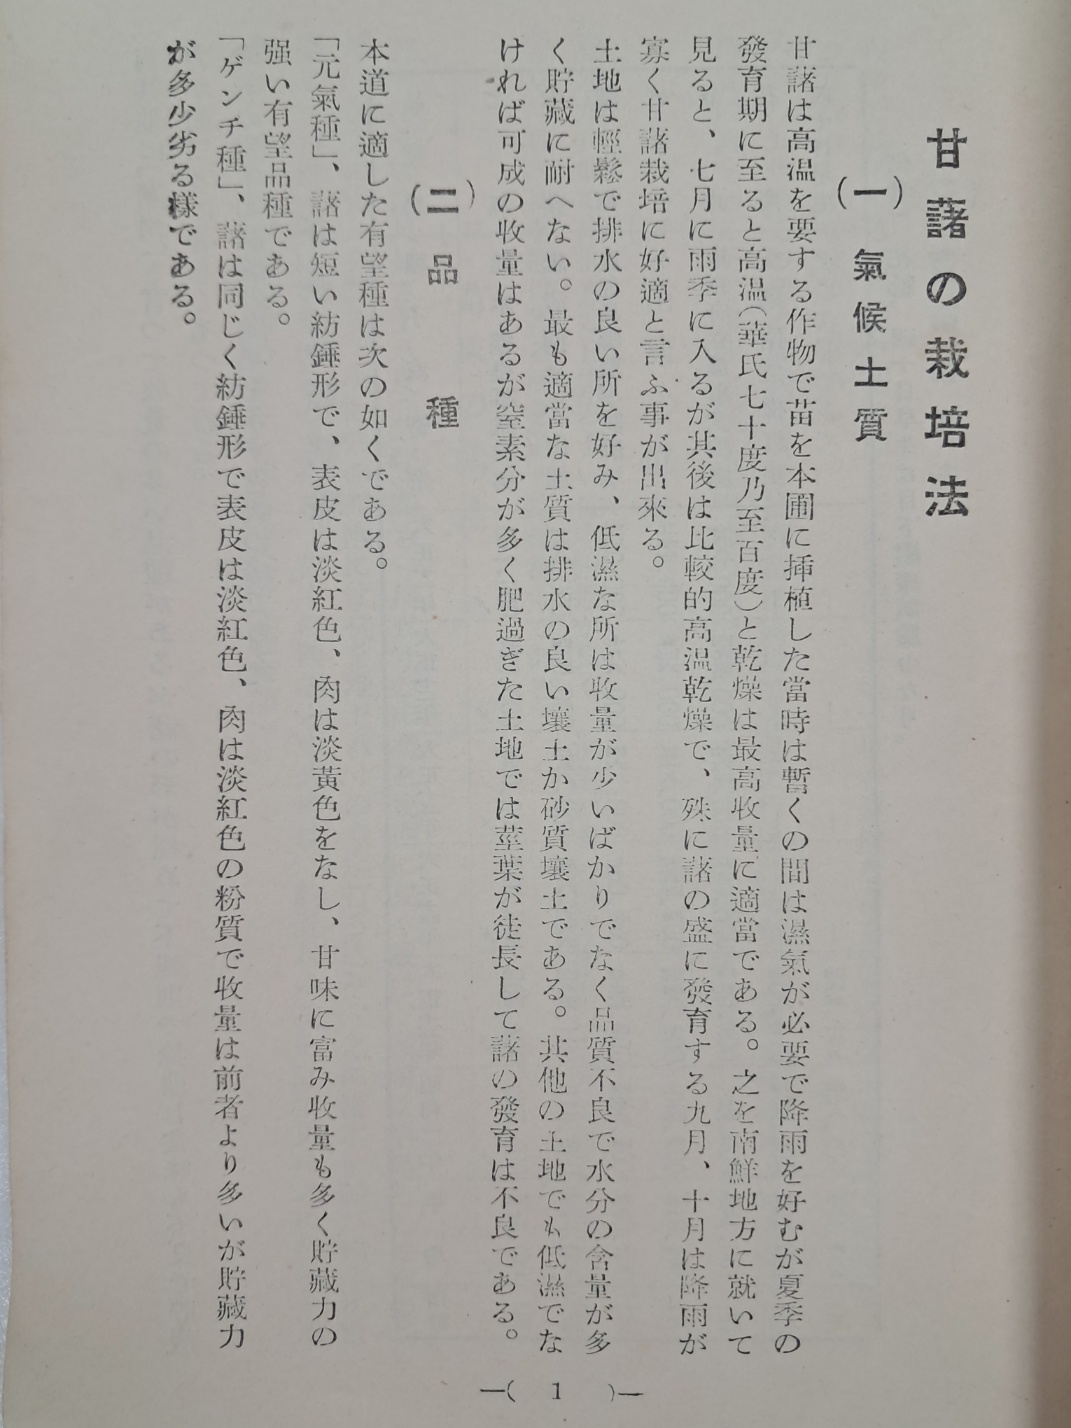 甘藷の栽培法
(一) 氣候土質
甘藷は高温を要する作物で苗を本圃に挿植した當時は暫くの間は濕氣が必要で降雨を好むが夏季の
發育期に至ると高温(華氏七十度乃至百度)と乾燥は最高收量に適當である。之を南鮮地方に就いて
見ると、七月に雨季に入るが其後は比較的高温乾燥で、殊に藷の盛に發育する九月、十月は降雨が
寡く甘藷栽培に好適と言ふ事が出來る。
土地は輕鬆で排水の良い所を好み、低濕な所は收量が少いばかりでなく品質不良で水分の含量が多
く貯藏に耐へない。最も適當な土質は排水の良い壤土か砂質壤土である。其他の土地でも低濕でな
ければ可成の收量はあるが窒素分が多く肥過ぎた土地では莖葉が徒長して藷の發育は不良である。
(二) 品種
本道に適した有望種は次の如くである。
「元氣種」、藷は短い紡錘形で、表皮は淡紅色、肉は淡黃色をなし、甘味に富み收量も多く貯藏力の
强い有望品種である。
「ゲンチ種」、藷は同じく紡錘形で表皮は淡紅色、肉は淡紅色の粉質で收量は前者より多いが貯藏力
が多少劣る樣である。
—( 1 )—